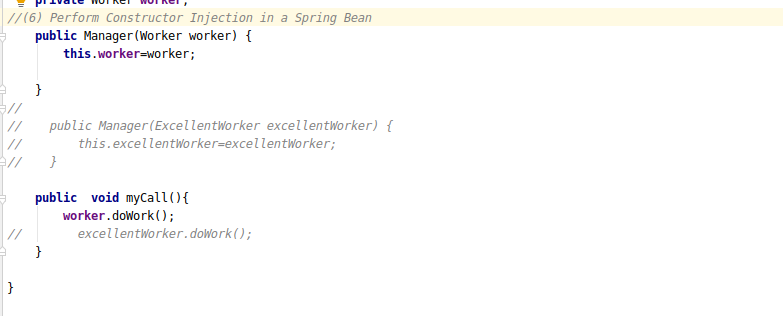 private Worker worker;
//(6) Perform Constructor Injection in a Spring Bean
    public Manager(Worker worker) {
        this.worker=worker;
    }
//
//    public Manager(ExcellentWorker excellentWorker) {
//        this.excellentWorker=excellentWorker;
//    }
    public  void myCall(){
        worker.doWork();
//        excellentWorker.doWork();
    }
}